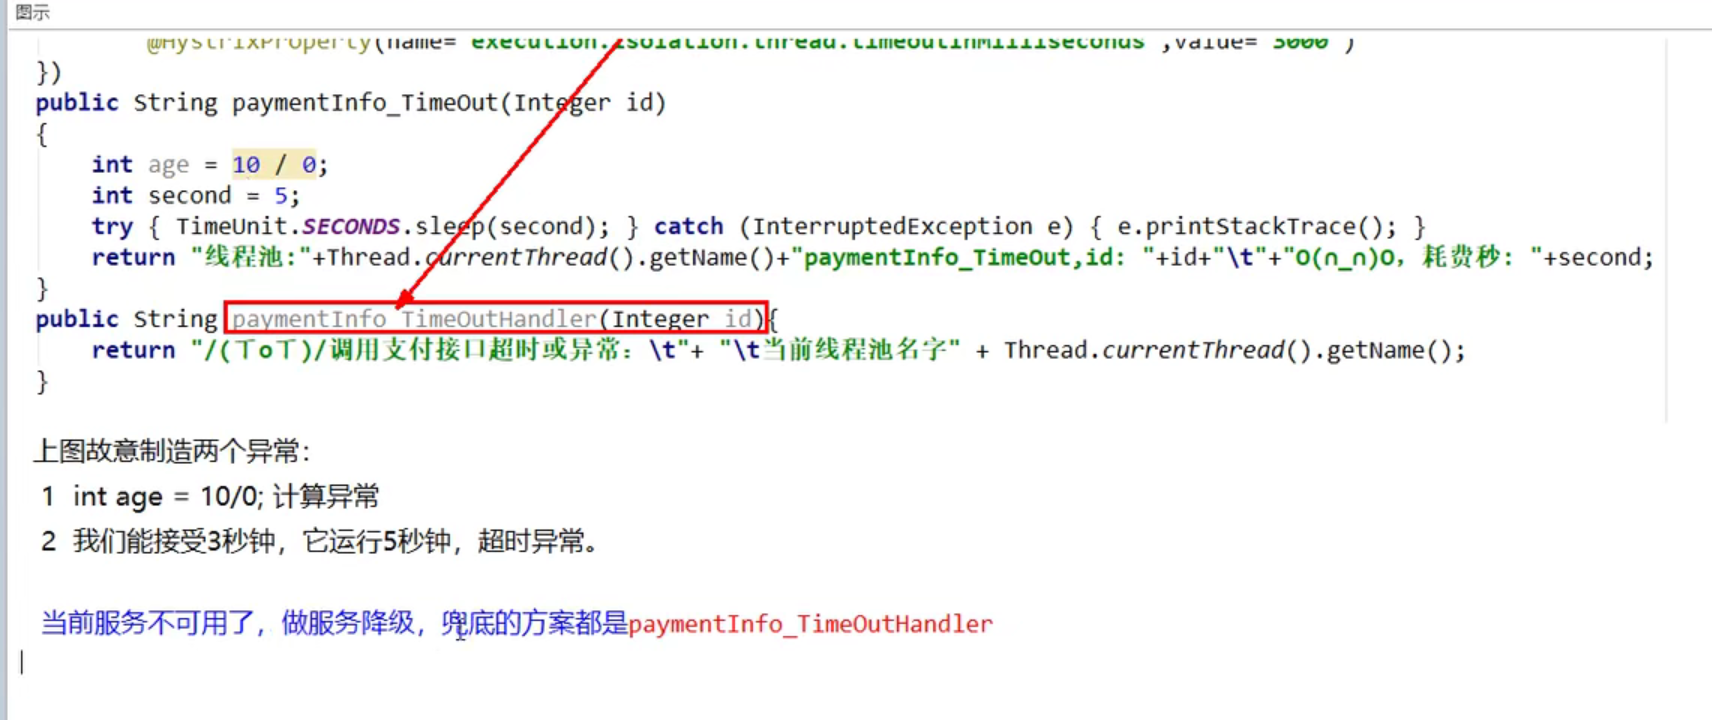 图示
@HystrixProperty(name="execution.isolation.thread.timeoutInMilliseconds",value="3000")
})
public String paymentInfo_TimeOut(Integer id)
{
int age = 10 / 0;
int second = 5;
try { TimeUnit.SECONDS.sleep(second); } catch (InterruptedException e) { e.printStackTrace(); }
return "线程池:"+Thread.currentThread().getName()+"paymentInfo_TimeOut,id: "+id+"\t"+"O(∩_∩)O，耗费秒: "+second;
}
public String paymentInfo_TimeOutHandler(Integer id){
return "/(ㄒoㄒ)/调用支付接口超时或异常: \t"+ "\t当前线程池名字" + Thread.currentThread().getName();
}
上图故意制造两个异常：
1 int age = 10/0; 计算异常
2 我们能接受3秒钟，它运行5秒钟，超时异常。
当前服务不可用了，做服务降级，兜底的方案都是paymentInfo_TimeOutHandler